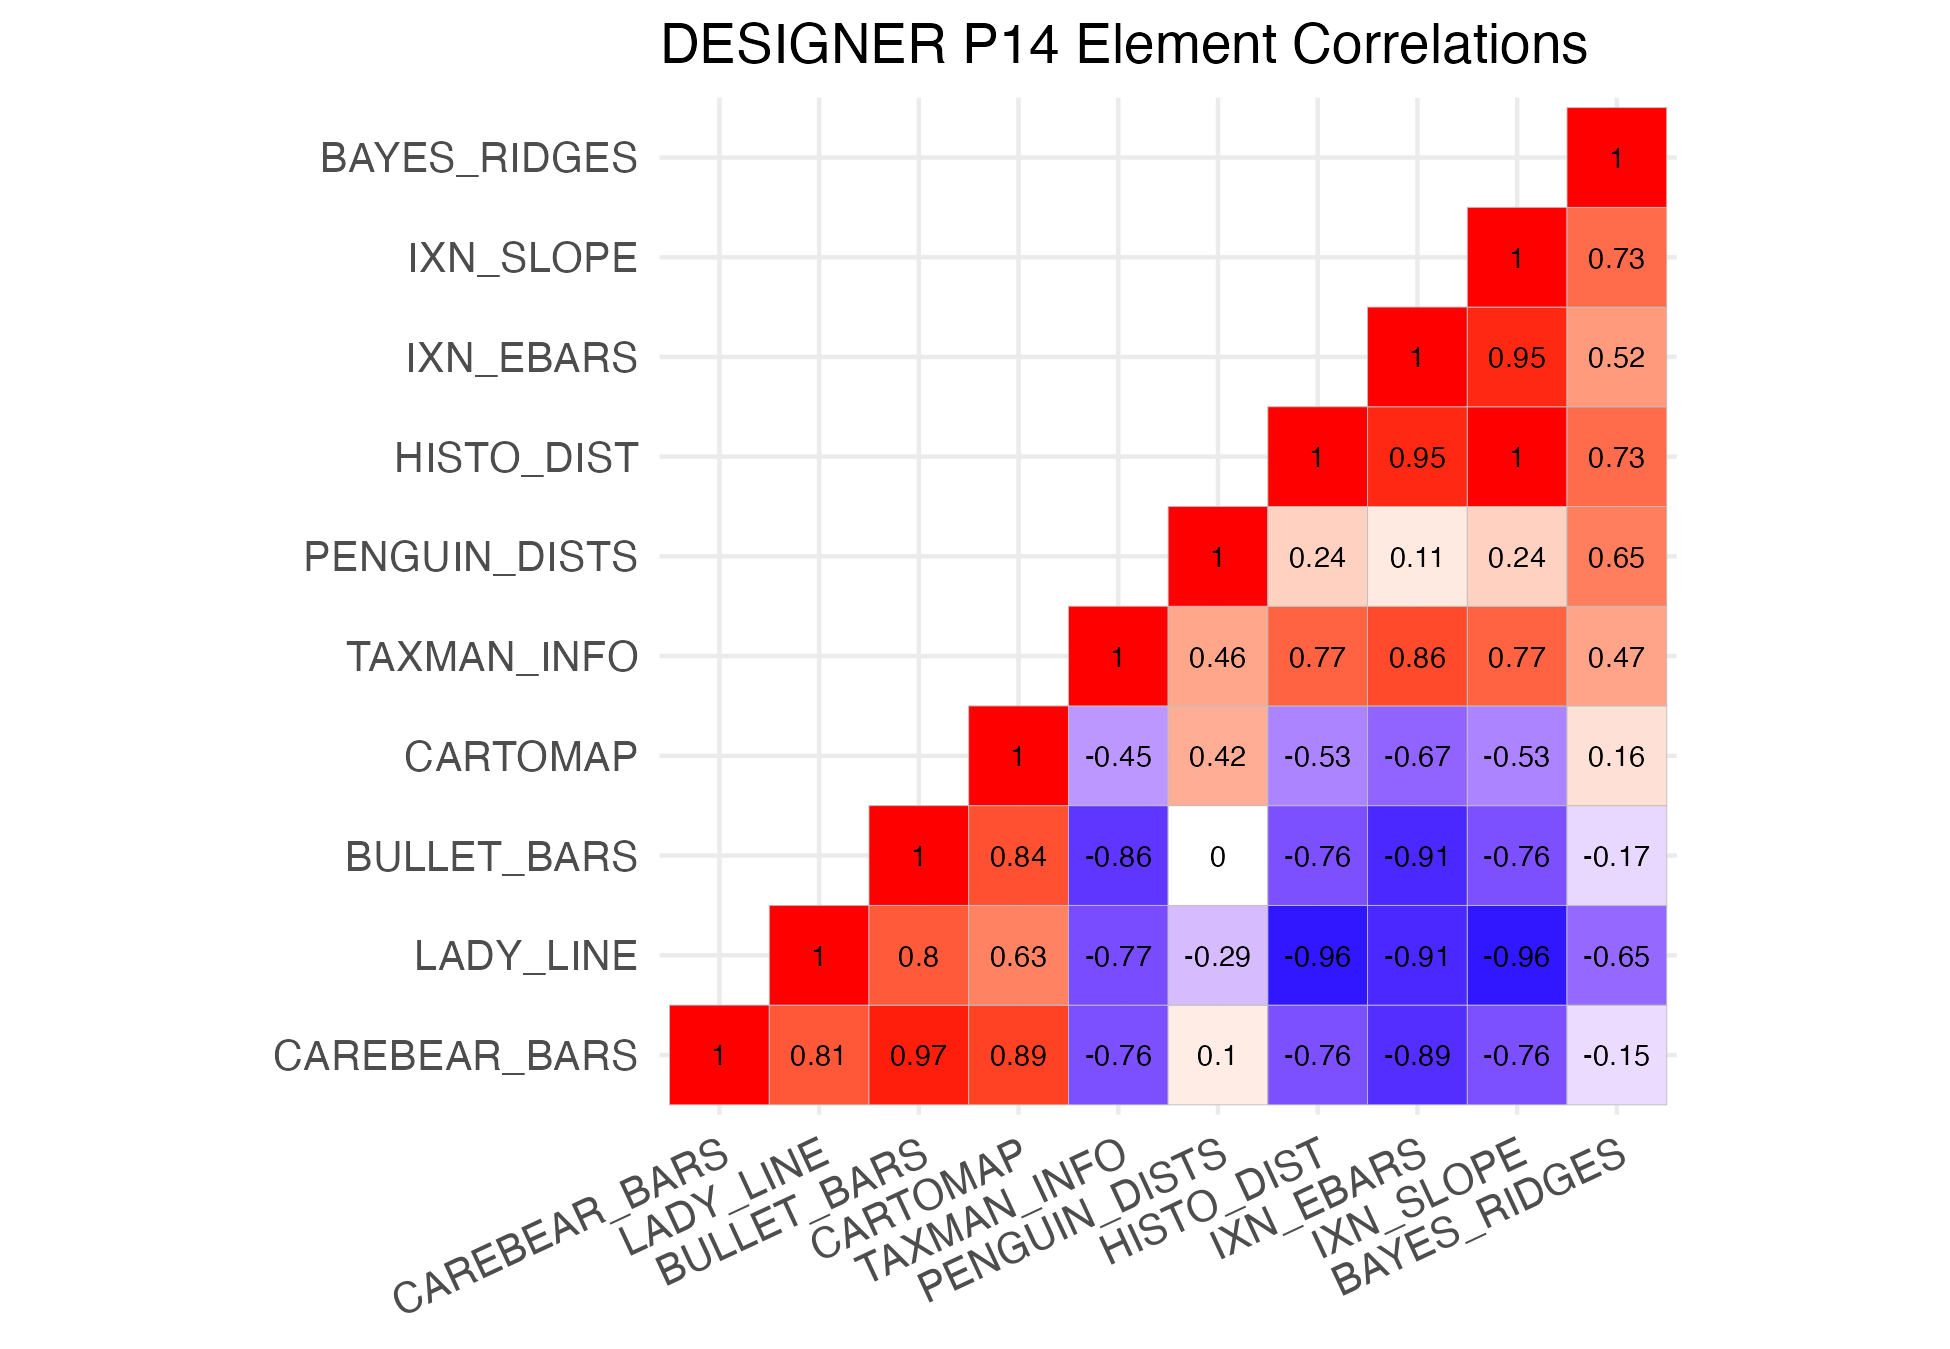 DESIGNER P14 Element Correlations
BAYES_RIDGES 1
IXN_SLOPE 1 0.73
IXN_EBARS 1 0.95 0.52
HISTO_DIST 1 0.95 1 0.73
PENGUIN_DISTS 1 0.24 0.11 0.24 0.65
TAXMAN_INFO 1 0.46 0.77 0.86 0.77 0.47
CARTOMAP 1 -0.45 0.42 -0.53 -0.67 -0.53 0.16
BULLET_BARS 1 0.84 -0.86 0 -0.76 -0.91 -0.76 -0.17
LADY_LINE 1 0.8 0.63 -0.77 -0.29 -0.96 -0.91 -0.96 -0.65
CAREBEAR_BARS 1 0.81 0.97 0.89 -0.76 0.1 -0.76 -0.89 -0.76 -0.15
CAREBEAR_BARS
LADY_LINE
BULLET_BARS
CARTOMAP
TAXMAN_INFO
PENGUIN_DISTS
HISTO_DIST
IXN_EBARS
IXN_SLOPE
BAYES_RIDGES